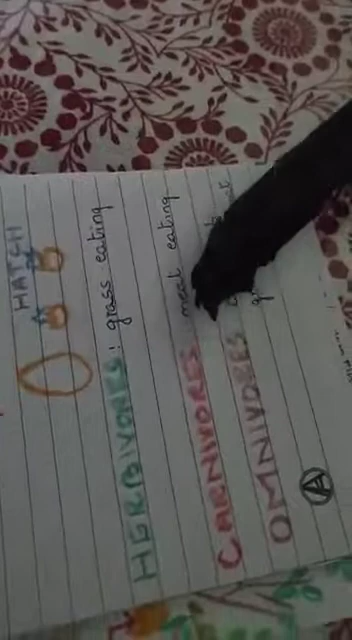 HATCH
HERBIVORES: grass eating
CARNIVORES: meat eating
OMNIVORES
A